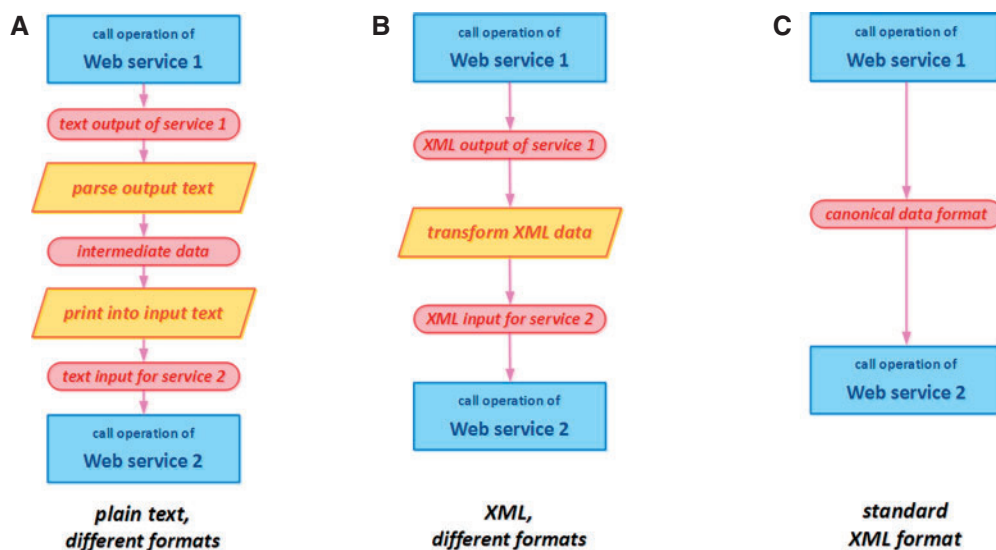 A
call operation of
Web service 1
text output of service 1
parse output text
intermediate data
print into input text
text input for service 2
call operation of
Web service 2
plain text,
different formats
B
call operation of
Web service 1
XML output of service 1
transform XML data
XML input for service 2
call operation of
Web service 2
XML,
different formats
C
call operation of
Web service 1
canonical data format
call operation of
Web service 2
standard
XML format